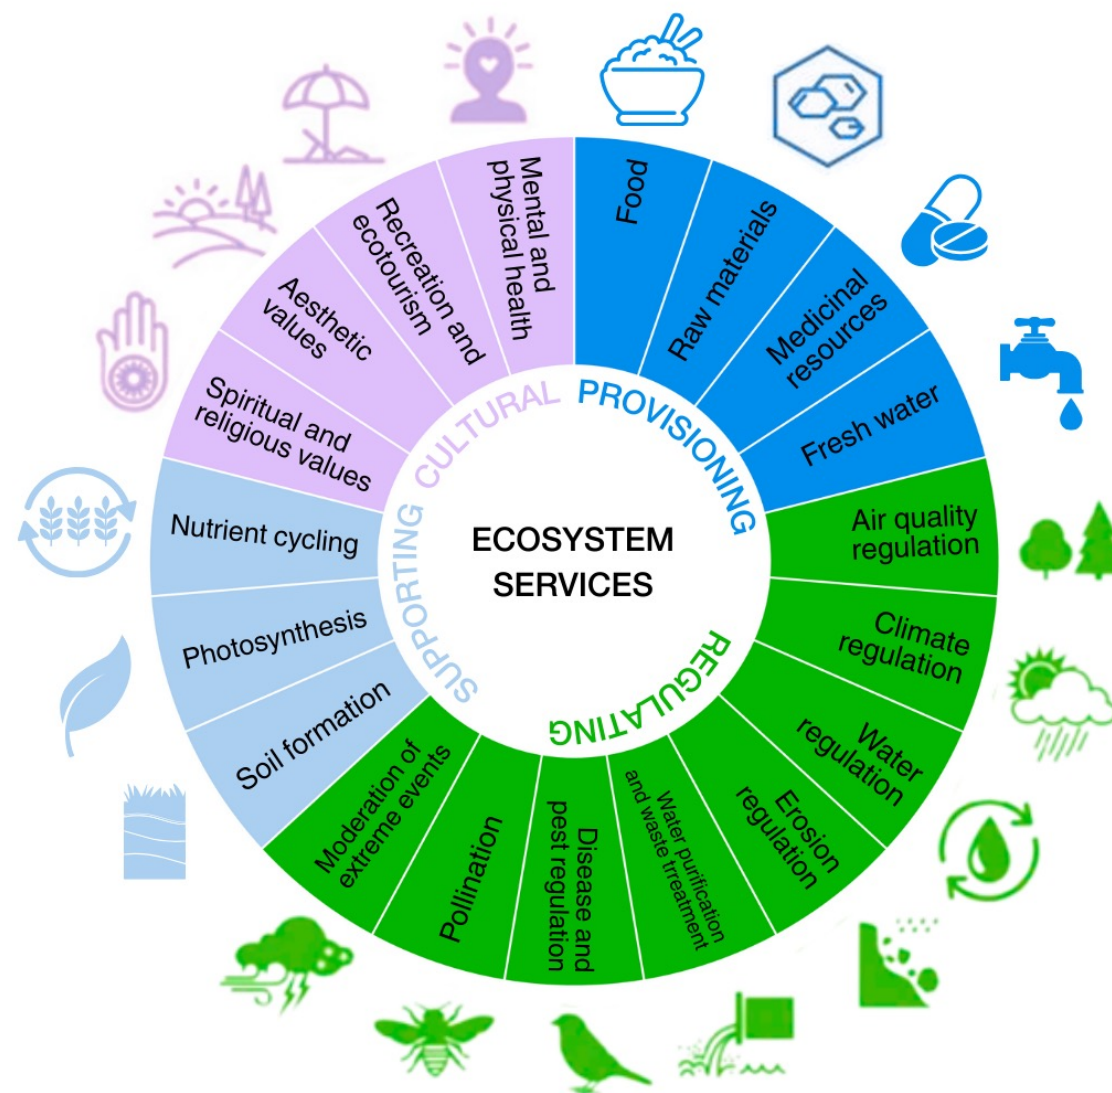 ECOSYSTEM
SERVICES
PROVISIONING
Food
Raw materials
Medicinal
resources
Fresh water
REGULATING
Air quality
regulation
Climate
regulation
Water
regulation
Erosion
regulation
Water purification
and waste trreatment
Disease and
pest regulation
Pollination
Moderation of
extreme events
SUPPORTING
Soil formation
Photosynthesis
Nutrient cycling
CULTURAL
Spiritual and
religious values
Aesthetic
values
Recreation and
ecotourism
Mental and
physical health